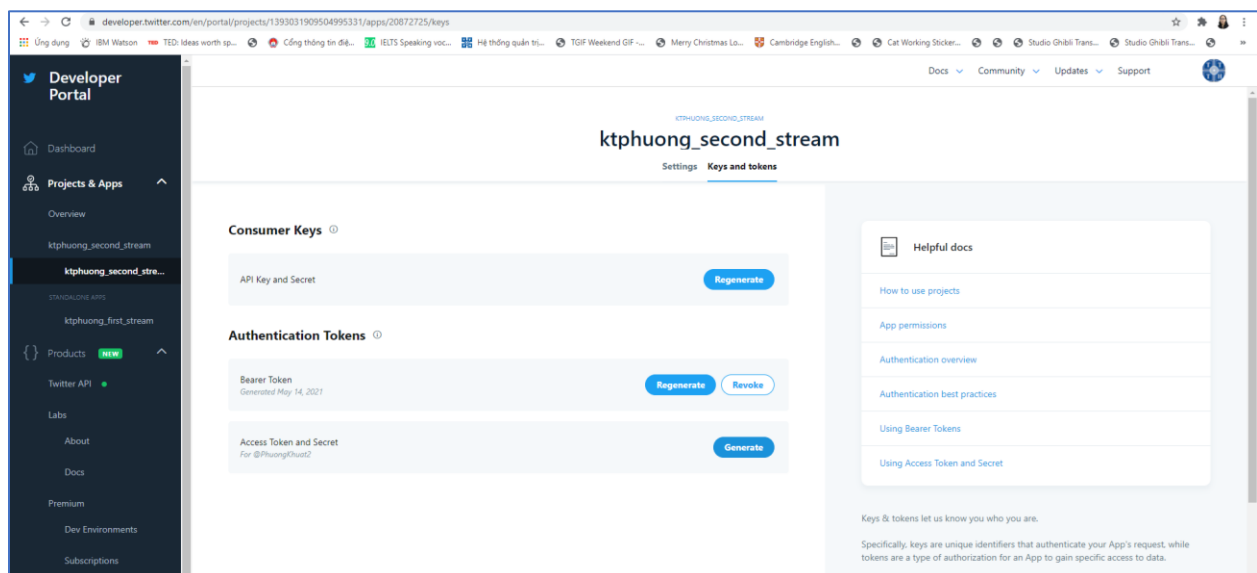 developer.twitter.com/en/portal/projects/1393031909504995331/apps/20872725/keys
Ứng dụng IBM Watson TED TED: Ideas worth sp... Cổng thông tin điệ... 9.0 IELTS Speaking voc... Hệ thống quản trị... TGIF Weekend GIF -... Merry Christmas Lo... Cambridge English... Cat Working Sticker... Studio Ghibli Trans... Studio Ghibli Trans... »
Developer
Portal
Dashboard
Projects & Apps
Overview
ktphuong_second_stream
ktphuong_second_stre...
STANDALONE APPS
ktphuong_first_stream
{ } Products NEW
Twitter API
Labs
About
Docs
Premium
Dev Environments
Subscriptions
Docs Community Updates Support
KTPHUONG_SECOND_STREAM
ktphuong_second_stream
Settings Keys and tokens
Consumer Keys
API Key and Secret Regenerate
Authentication Tokens
Bearer Token
Generated May 14, 2021
Regenerate Revoke
Access Token and Secret
For @PhuongKhuat2
Generate
Helpful docs
How to use projects
App permissions
Authentication overview
Authentication best practices
Using Bearer Tokens
Using Access Token and Secret
Keys & tokens let us know you who you are.
Specifically, keys are unique identifiers that authenticate your App's request, while
tokens are a type of authorization for an App to gain specific access to data.